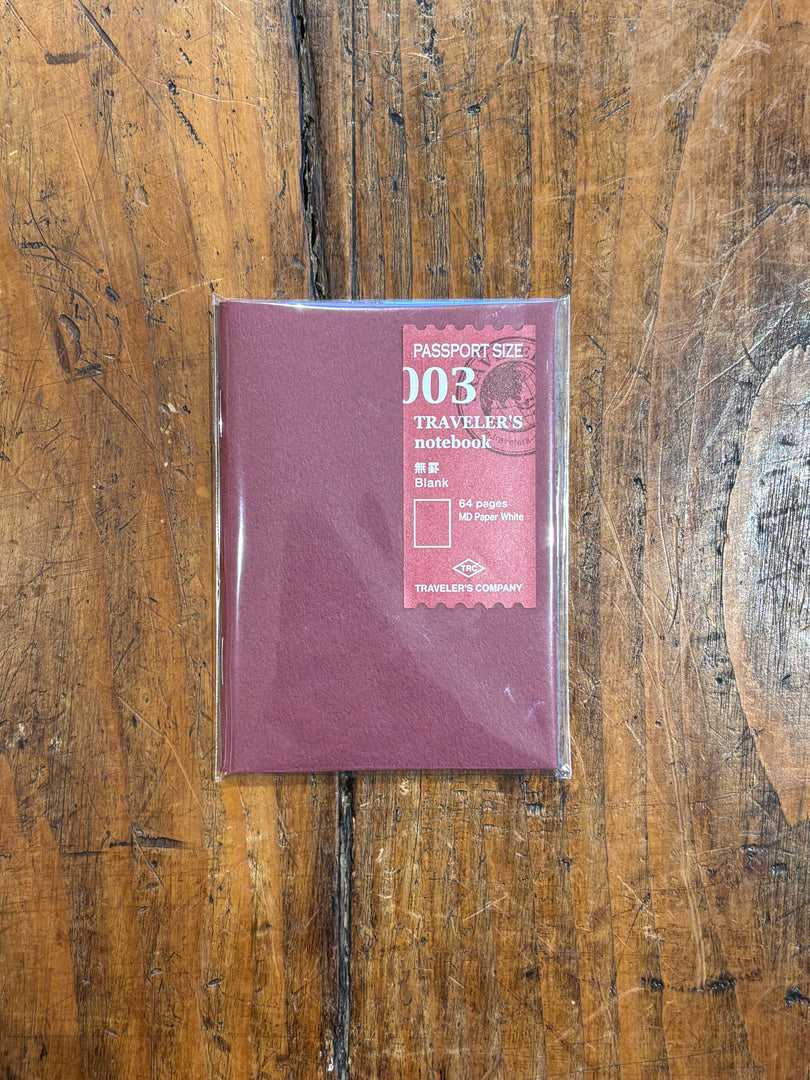 PASSPORT SIZE
003
TRAVELER'S
notebook
無罫
Blank
64 pages
MD Paper White
TRC
TRAVELER'S COMPANY